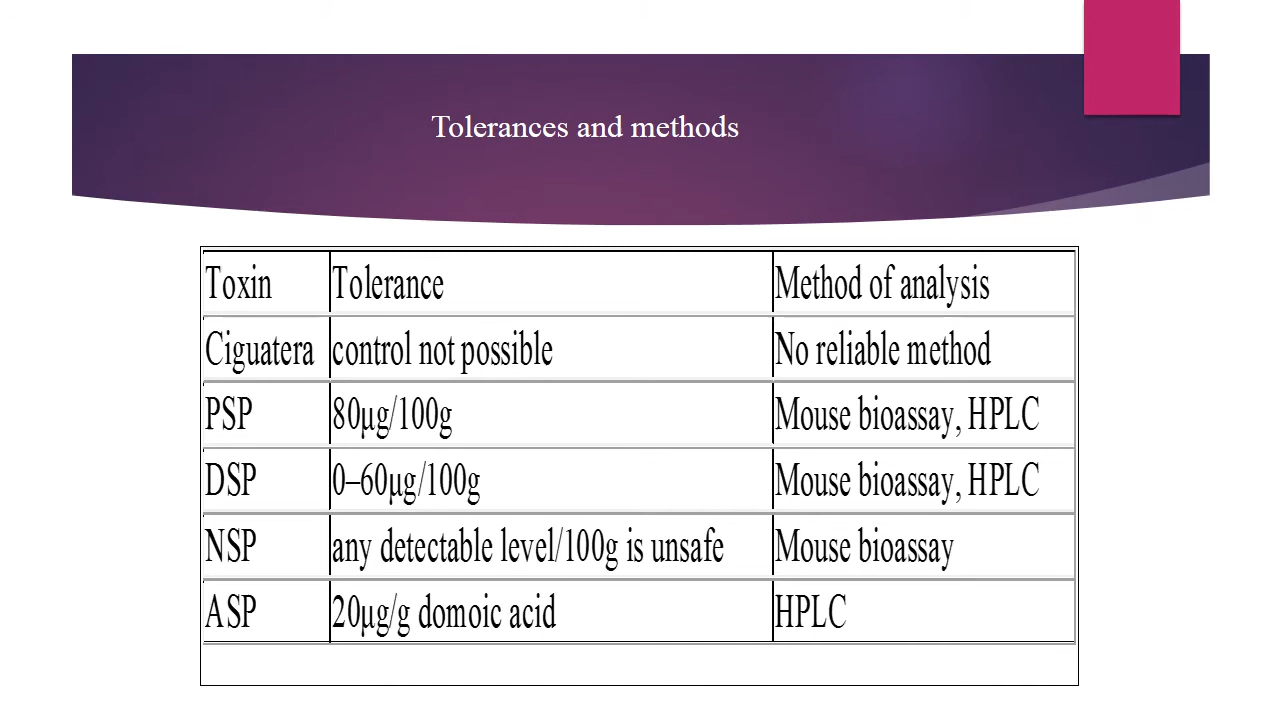 Tolerances and methods
Toxin Tolerance Method of analysis
Ciguatera control not possible No reliable method
PSP 80µg/100g Mouse bioassay, HPLC
DSP 0–60µg/100g Mouse bioassay, HPLC
NSP any detectable level/100g is unsafe Mouse bioassay
ASP 20µg/g domoic acid HPLC